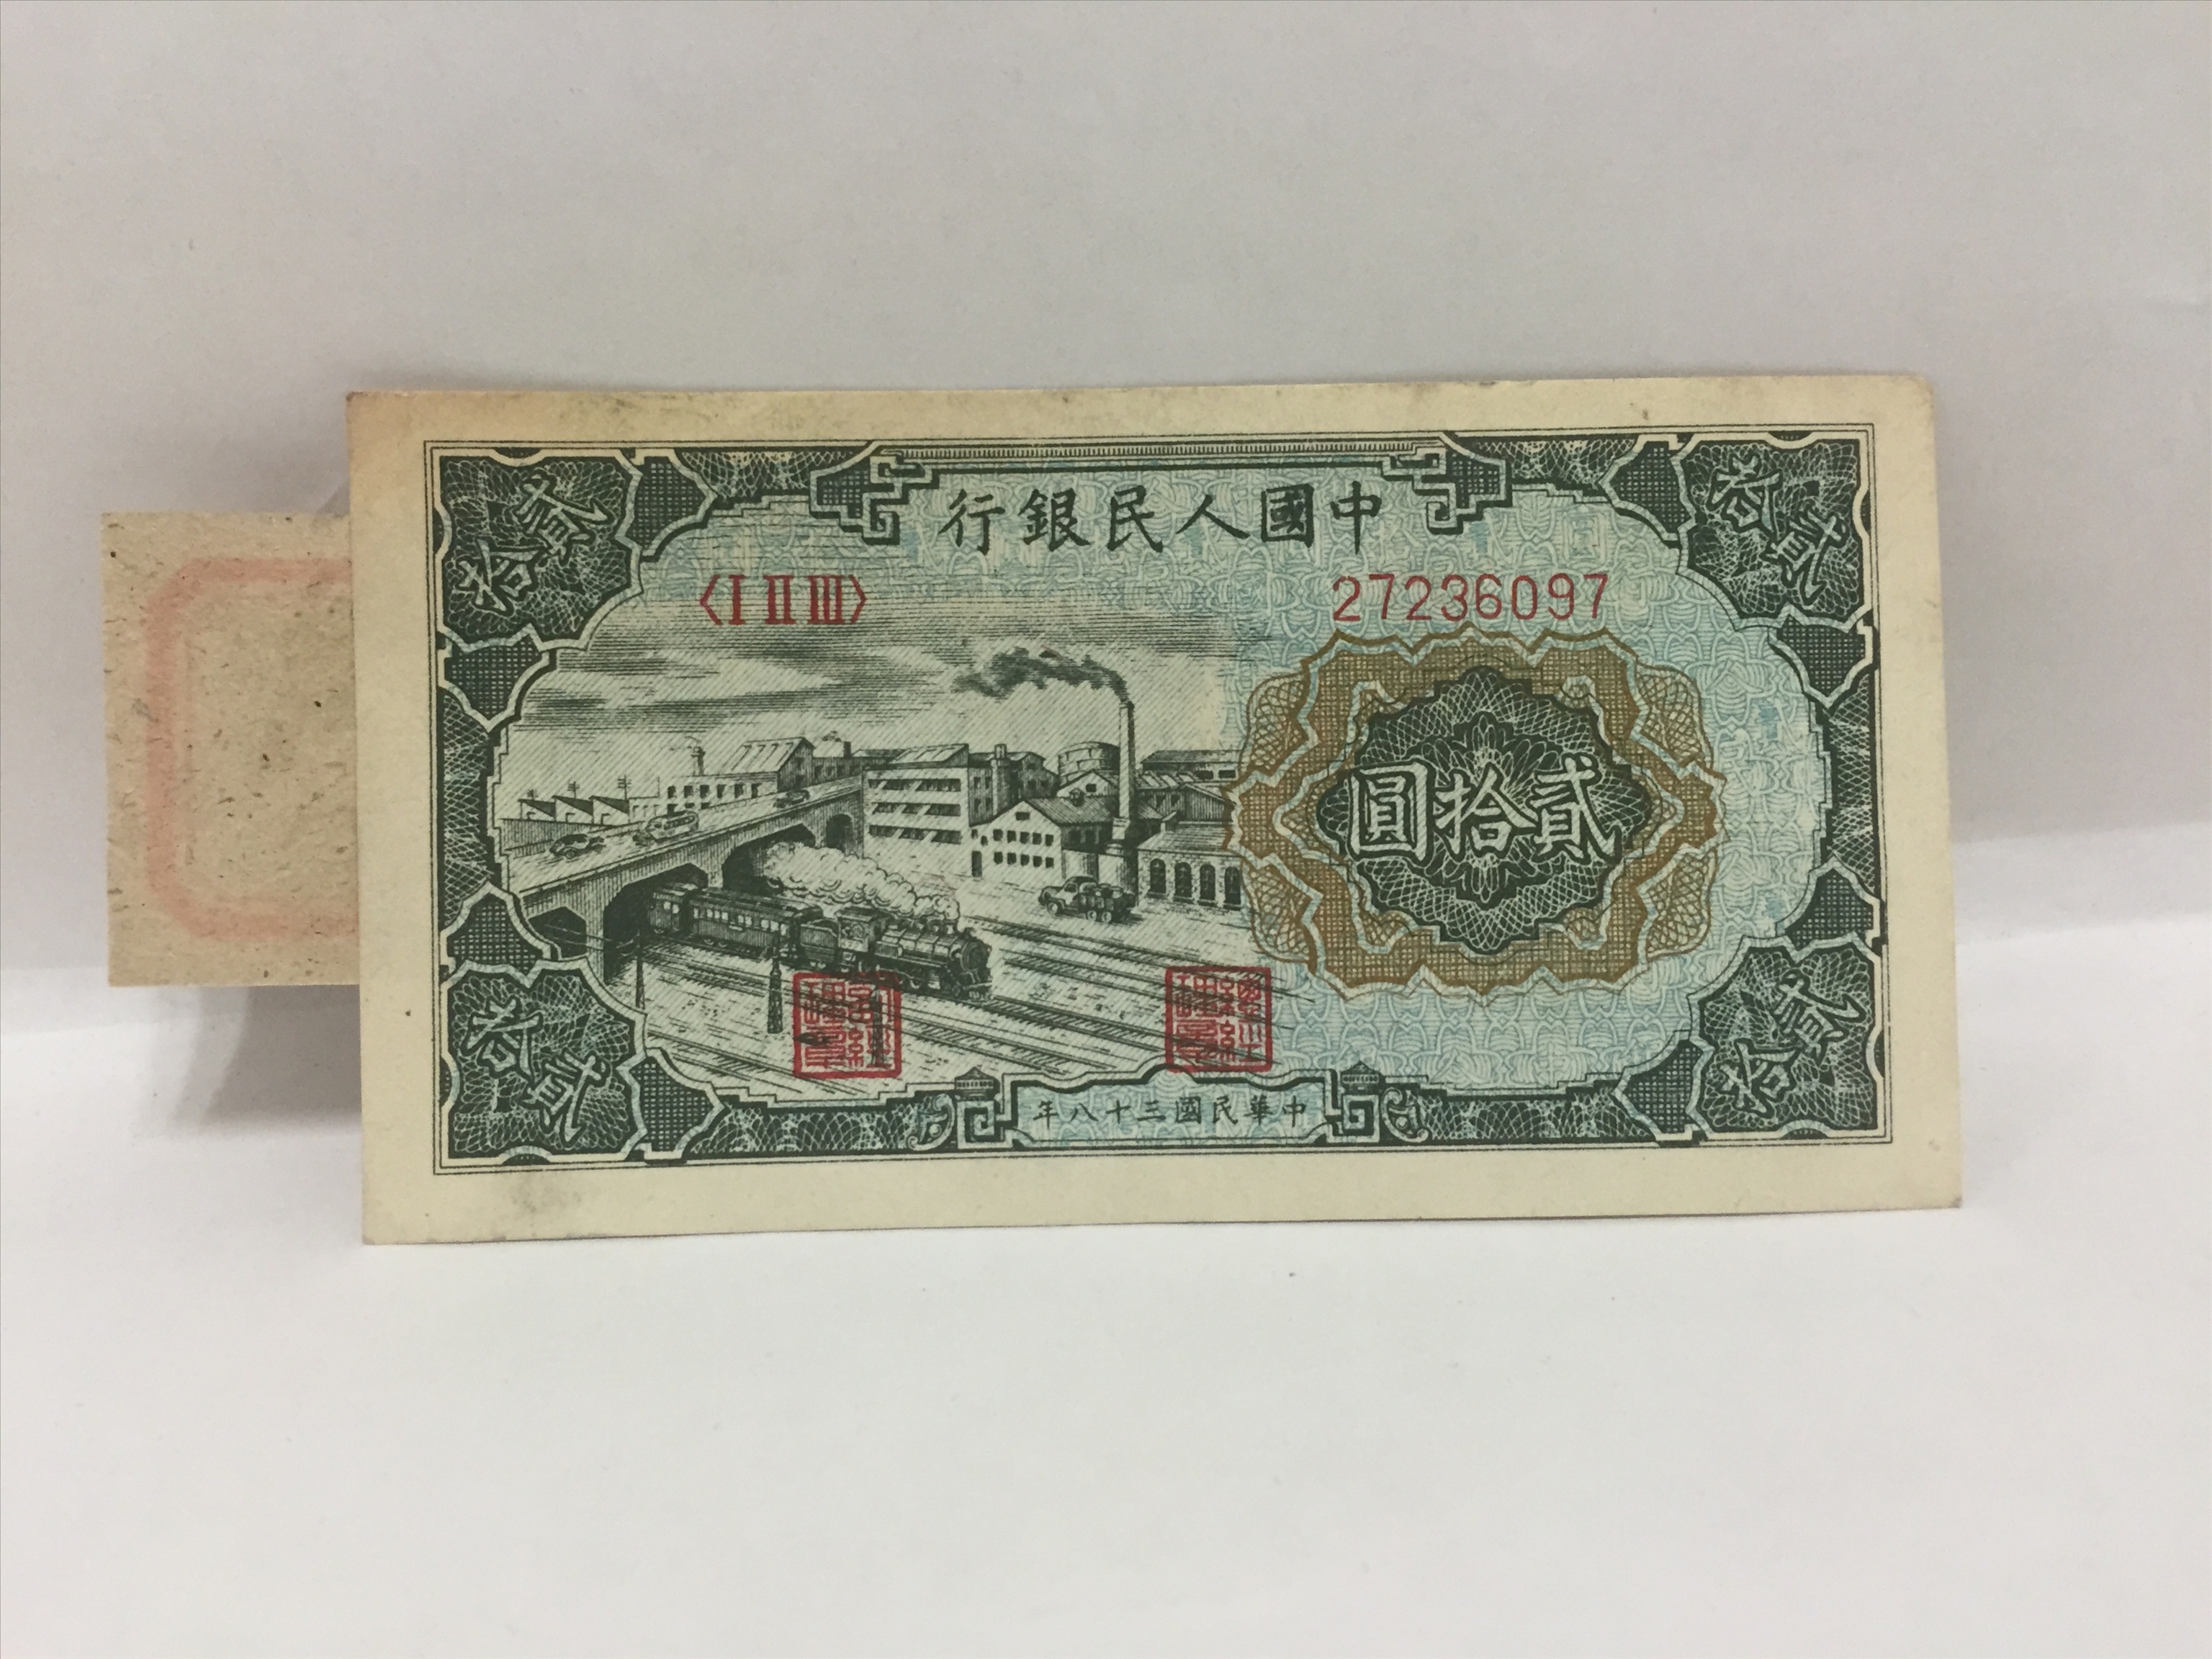 中國人民銀行
〈I II III〉 27236097
貳拾
貳拾
貳拾圓
貳拾
貳拾
中華民國三十八年